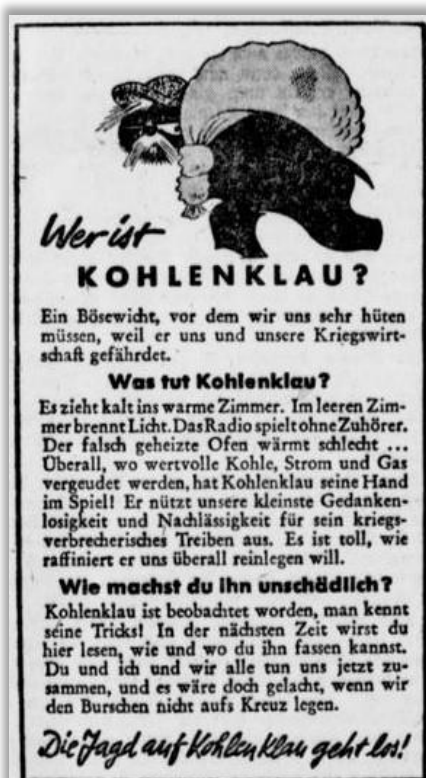 Wer ist
KOHLENKLAU?
Ein Bösewicht, vor dem wir uns sehr hüten
müssen, weil er uns und unsere Kriegswirt-
schaft gefährdet.
Was tut Kohlenklau?
Es zieht kalt ins warme Zimmer. Im leeren Zim-
mer brennt Licht. Das Radio spielt ohne Zuhörer.
Der falsch geheizte Ofen wärmt schlecht ...
Überall, wo wertvolle Kohle, Strom und Gas
vergeudet werden, hat Kohlenklau seine Hand
im Spiel! Er nützt unsere kleinste Gedanken-
losigkeit und Nachlässigkeit für sein kriegs-
verbrecherisches Treiben aus. Es ist toll, wie
raffiniert er uns überall reinlegen will.
Wie machst du ihn unschädlich?
Kohlenklau ist beobachtet worden, man kennt
seine Tricks! In der nächsten Zeit wirst du
hier lesen, wie und wo du ihn fassen kannst.
Du und ich und wir alle tun uns jetzt zu-
sammen, und es wäre doch gelacht, wenn wir
den Burschen nicht aufs Kreuz legen.
Die Jagd auf Kohlenklau geht los!